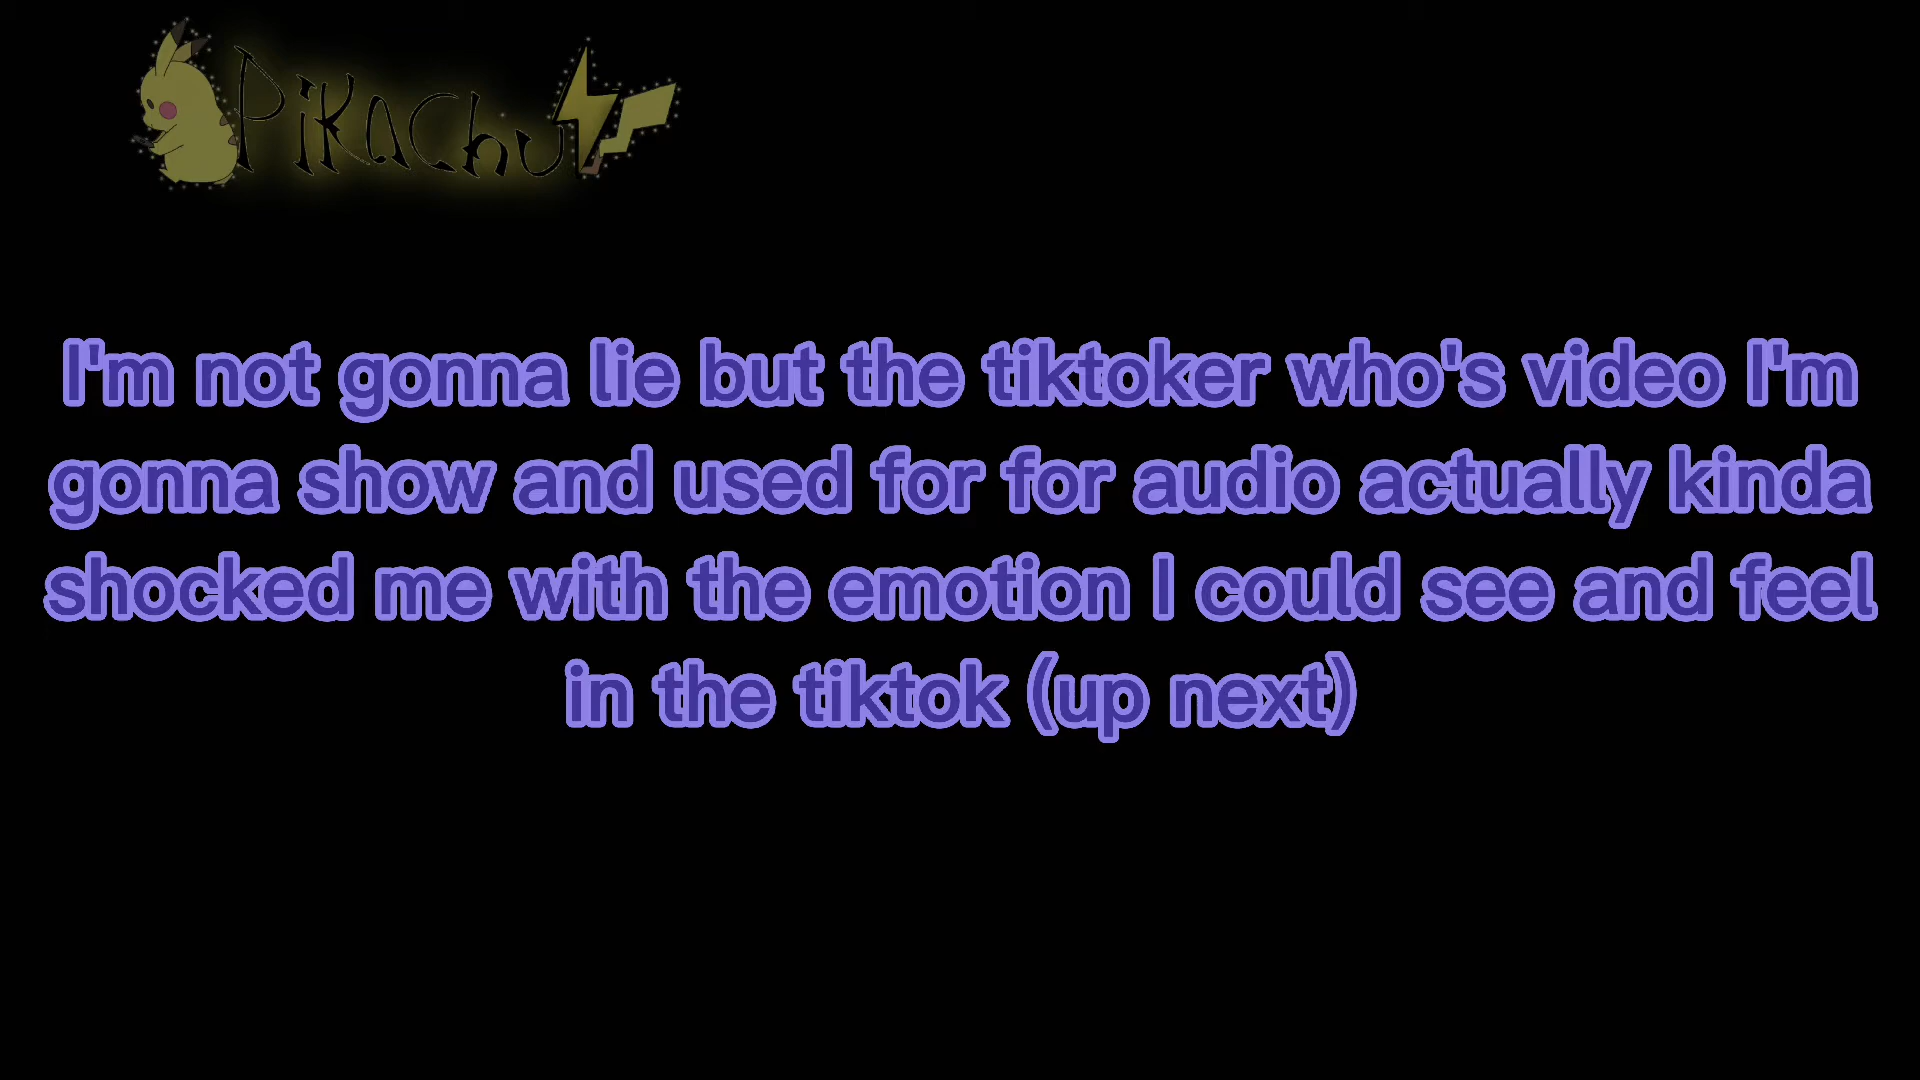 Pikachu
I'm not gonna lie but the tiktoker who's video I'm
gonna show and used for for audio actually kinda
shocked me with the emotion I could see and feel
in the tiktok (up next)